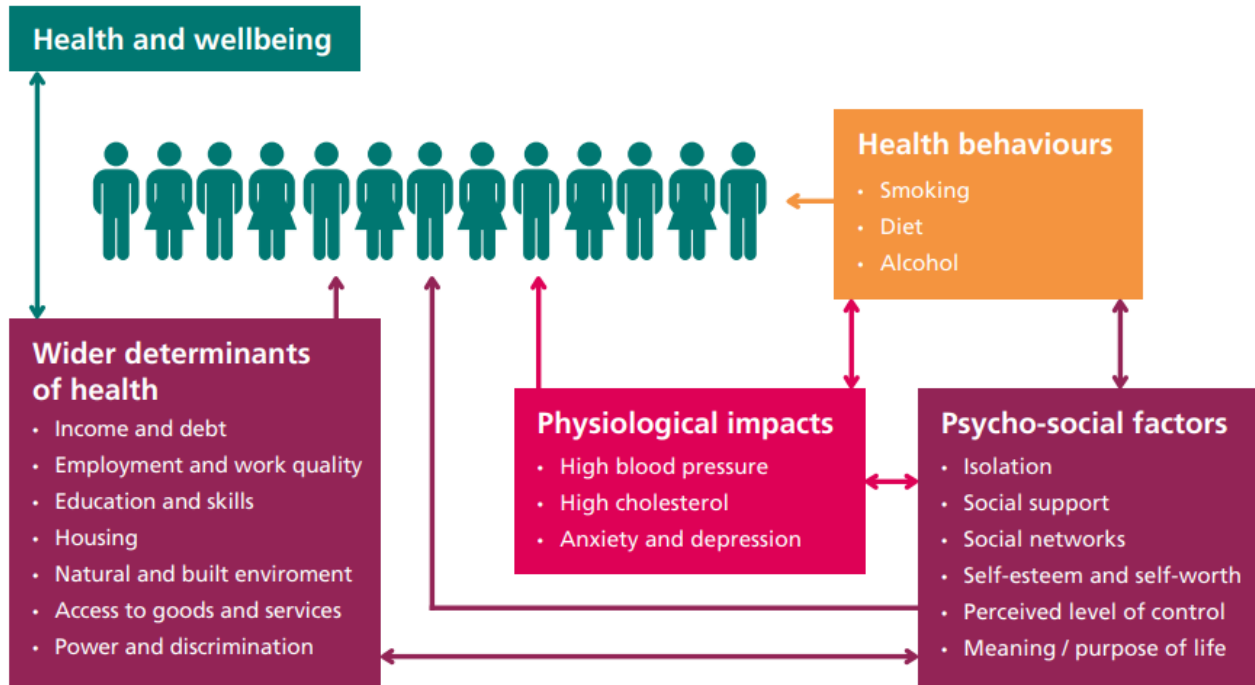 Health and wellbeing
Health behaviours
• Smoking
• Diet
• Alcohol
Wider determinants
of health
• Income and debt
• Employment and work quality
• Education and skills
• Housing
• Natural and built enviroment
• Access to goods and services
• Power and discrimination
Physiological impacts
• High blood pressure
• High cholesterol
• Anxiety and depression
Psycho-social factors
• Isolation
• Social support
• Social networks
• Self-esteem and self-worth
• Perceived level of control
• Meaning / purpose of life